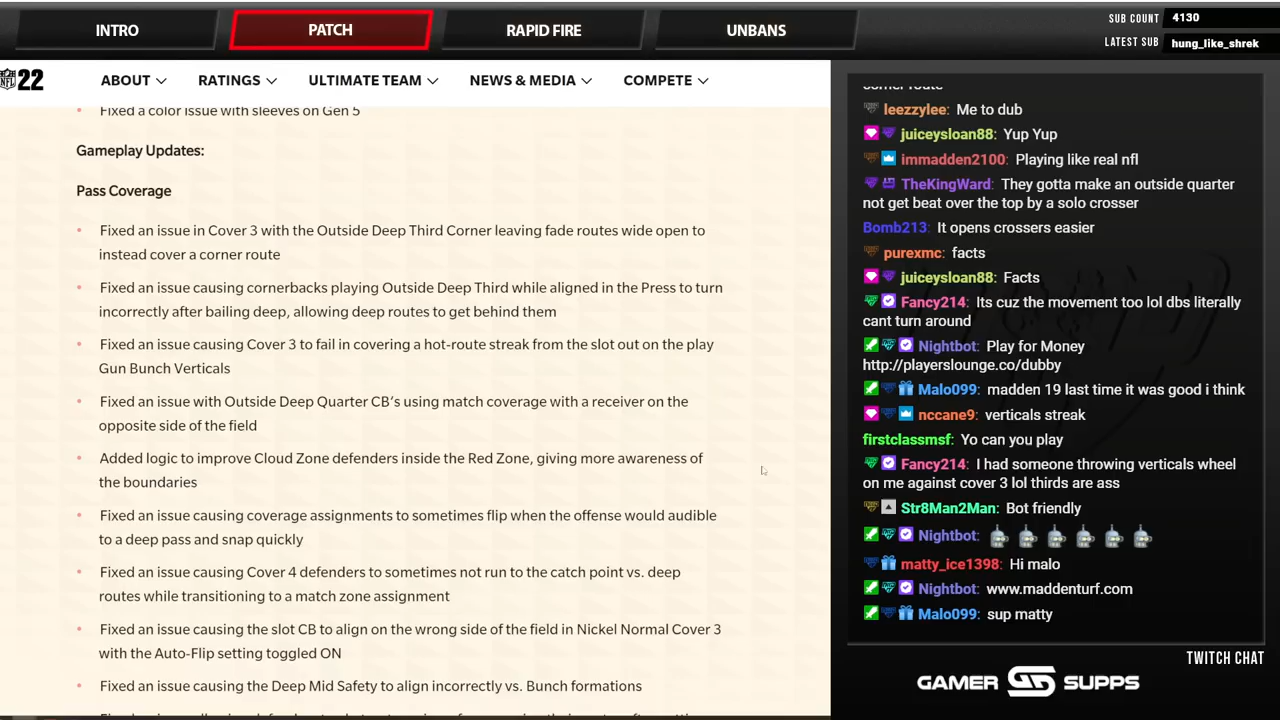 INTRO
PATCH
RAPID FIRE
UNBANS
SUB COUNT 4130
LATEST SUB hung_like_shrek
NFL 22
ABOUT
RATINGS
ULTIMATE TEAM
NEWS & MEDIA
COMPETE
• Fixed a color issue with sleeves on Gen 5
Gameplay Updates:
Pass Coverage
• Fixed an issue in Cover 3 with the Outside Deep Third Corner leaving fade routes wide open to
instead cover a corner route
• Fixed an issue causing cornerbacks playing Outside Deep Third while aligned in the Press to turn
incorrectly after bailing deep, allowing deep routes to get behind them
• Fixed an issue causing Cover 3 to fail in covering a hot-route streak from the slot out on the play
Gun Bunch Verticals
• Fixed an issue with Outside Deep Quarter CB’s using match coverage with a receiver on the
opposite side of the field
• Added logic to improve Cloud Zone defenders inside the Red Zone, giving more awareness of
the boundaries
• Fixed an issue causing coverage assignments to sometimes flip when the offense would audible
to a deep pass and snap quickly
• Fixed an issue causing Cover 4 defenders to sometimes not run to the catch point vs. deep
routes while transitioning to a match zone assignment
• Fixed an issue causing the slot CB to align on the wrong side of the field in Nickel Normal Cover 3
with the Auto-Flip setting toggled ON
• Fixed an issue causing the Deep Mid Safety to align incorrectly vs. Bunch formations
corner route
leezzylee: Me to dub
juiceysloan88: Yup Yup
immadden2100: Playing like real nfl
TheKingWard: They gotta make an outside quarter
not get beat over the top by a solo crosser
Bomb213: It opens crossers easier
purexmc: facts
juiceysloan88: Facts
Fancy214: Its cuz the movement too lol dbs literally
cant turn around
Nightbot: Play for Money
http://playerslounge.co/dubby
Malo099: madden 19 last time it was good i think
nccane9: verticals streak
firstclassmsf: Yo can you play
Fancy214: I had someone throwing verticals wheel
on me against cover 3 lol thirds are ass
Str8Man2Man: Bot friendly
Nightbot:
matty_ice1398: Hi malo
Nightbot: www.maddenturf.com
Malo099: sup matty
TWITCH CHAT
GAMER GS SUPPS